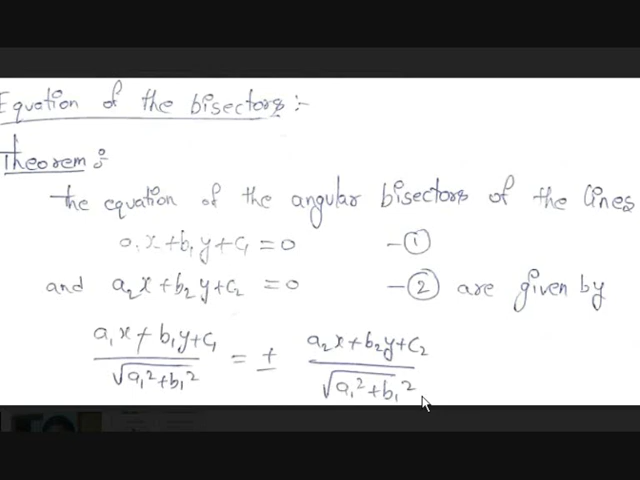 Equation of the bisectors:-
Theorem:
The equation of the angular bisectors of the lines
a₁x+b₁y+c₁=0 -①
and a₂x+b₂y+c₂=0 -② are given by
(a₁x+b₁y+c₁)/√(a₁²+b₁²) = ± (a₂x+b₂y+c₂)/√(a₁²+b₁²)